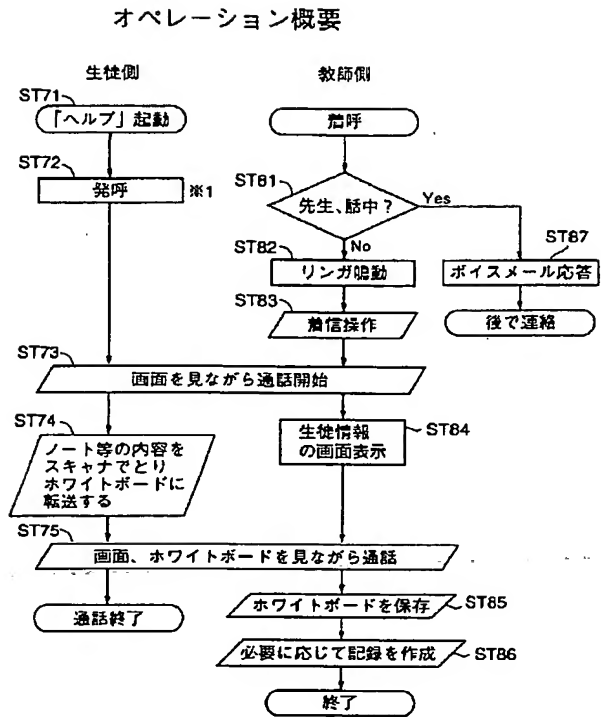 オペレーション概要
生徒側
教師側
ST71
「ヘルプ」起動
着呼
ST72
発呼
※1
ST81
先生、話中？
Yes
No
ST82
リンガ鳴動
ST87
ボイスメール応答
ST83
着信操作
後で連絡
ST73
画面を見ながら通話開始
ST74
ノート等の内容を
スキャナでとり
ホワイトボードに
転送する
生徒情報
の画面表示
ST84
ST75
画面、ホワイトボードを見ながら通話
通話終了
ホワイトボードを保存
ST85
必要に応じて記録を作成
ST86
終了